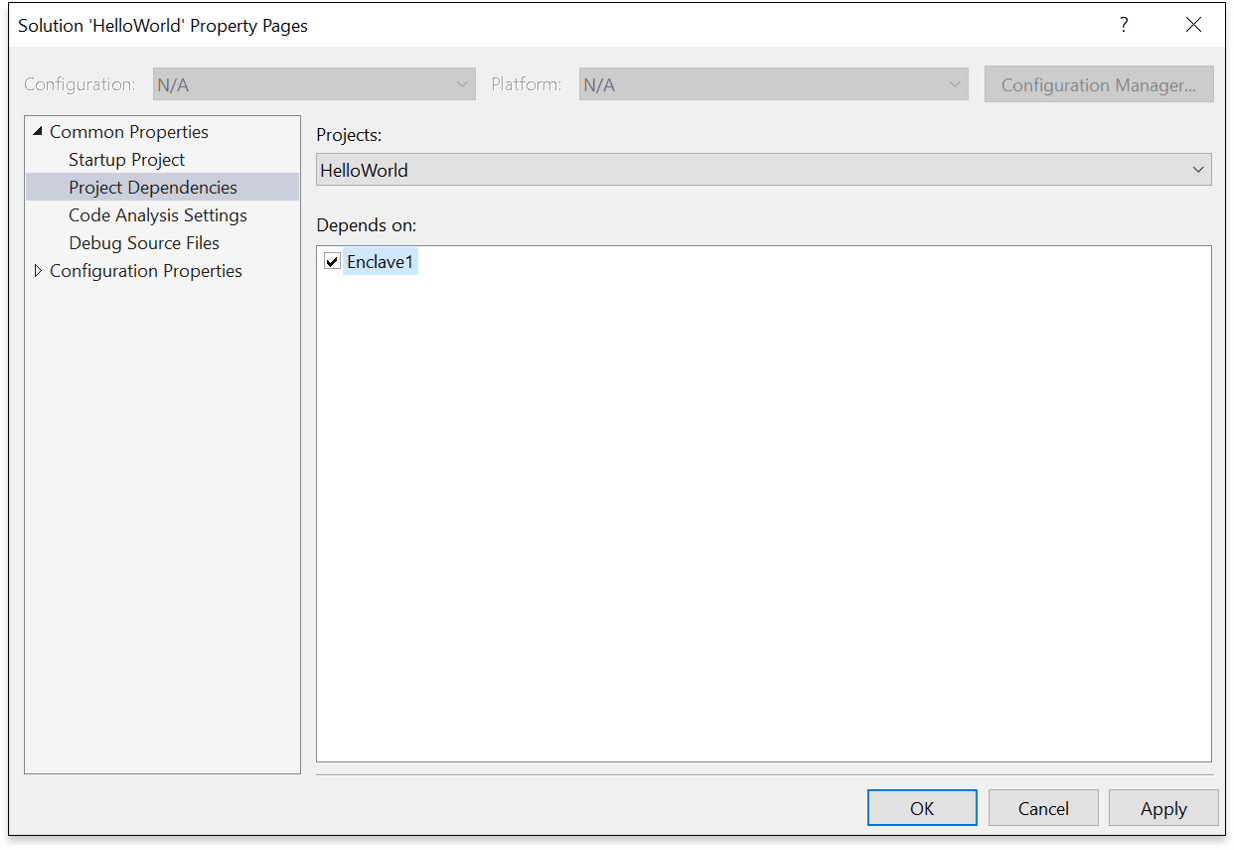 Solution 'HelloWorld' Property Pages ?
Configuration: N/A Platform: N/A Configuration Manager...
Common Properties
Startup Project
Project Dependencies
Code Analysis Settings
Debug Source Files
Configuration Properties
Projects:
HelloWorld
Depends on:
Enclave1
OK Cancel Apply